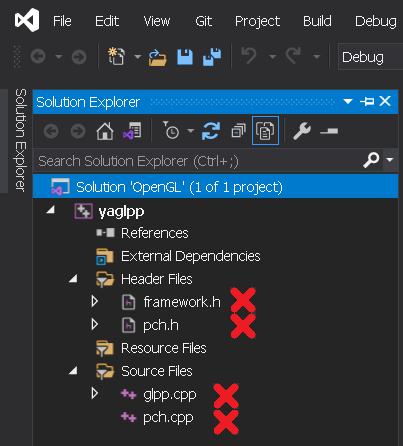 File Edit View Git Project Build Debug
Debug
Solution Explorer
Solution Explorer
Search Solution Explorer (Ctrl+;)
Solution 'OpenGL' (1 of 1 project)
yaglpp
References
External Dependencies
Header Files
framework.h
pch.h
Resource Files
Source Files
glpp.cpp
pch.cpp